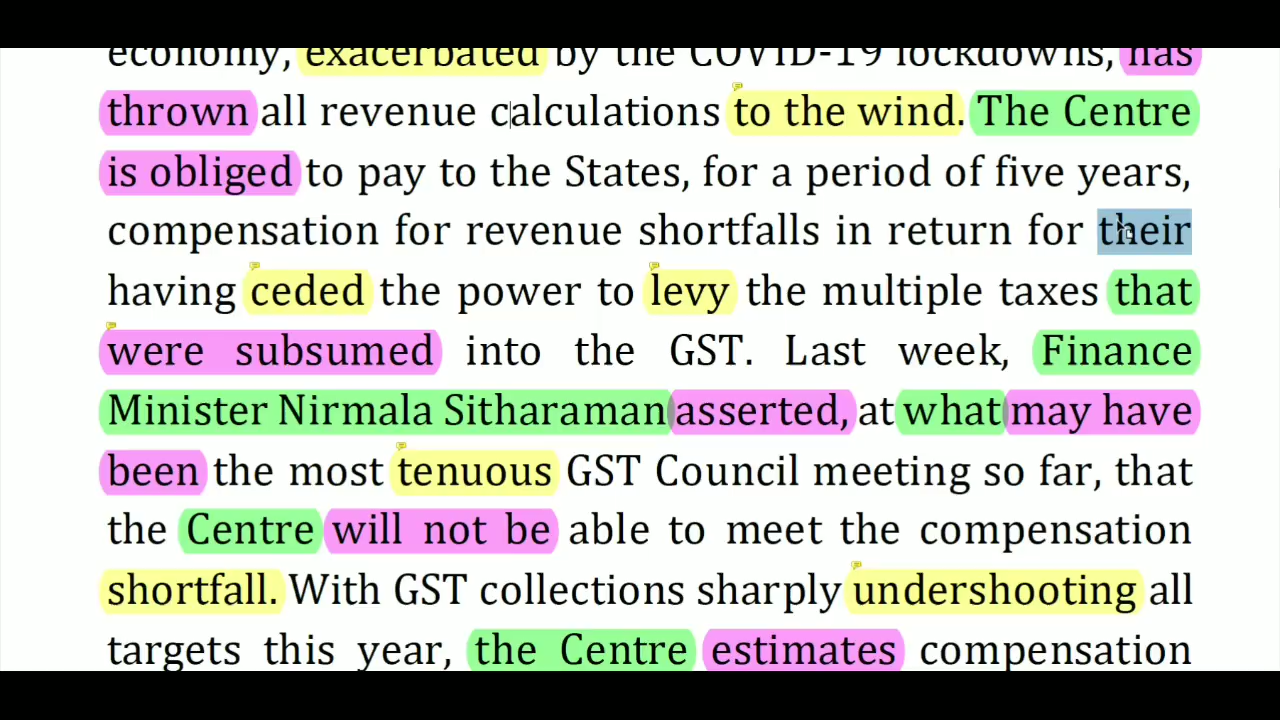 economy, exacerbated by the COVID-19 lockdowns, has
thrown all revenue calculations to the wind. The Centre
is obliged to pay to the States, for a period of five years,
compensation for revenue shortfalls in return for their
having ceded the power to levy the multiple taxes that
were subsumed into the GST. Last week, Finance
Minister Nirmala Sitharaman asserted, at what may have
been the most tenuous GST Council meeting so far, that
the Centre will not be able to meet the compensation
shortfall. With GST collections sharply undershooting all
targets this year, the Centre estimates compensation